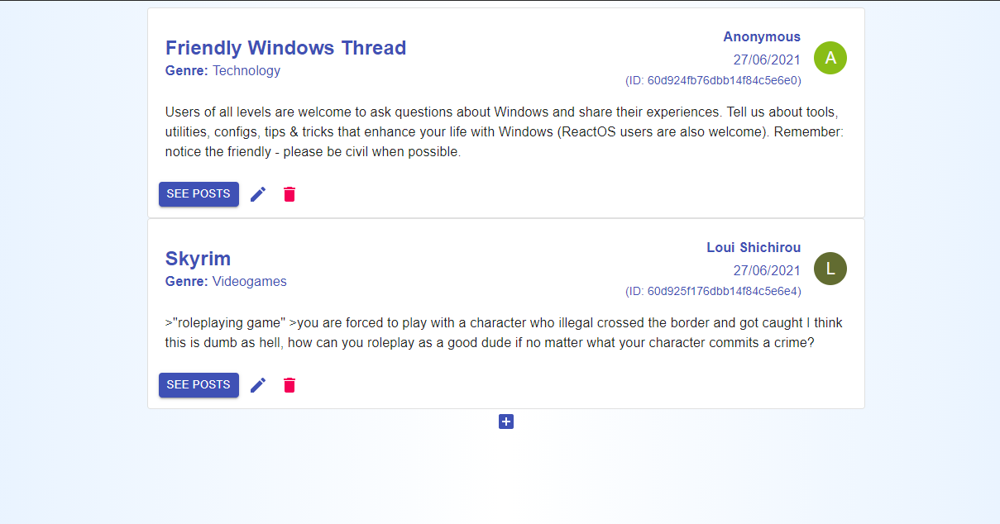 Friendly Windows Thread
Genre: Technology
Anonymous
27/06/2021
(ID: 60d924fb76dbb14f84c5e6e0)
A
Users of all levels are welcome to ask questions about Windows and share their experiences. Tell us about tools,
utilities, configs, tips & tricks that enhance your life with Windows (ReactOS users are also welcome). Remember:
notice the friendly - please be civil when possible.
SEE POSTS
Skyrim
Genre: Videogames
Loui Shichirou
27/06/2021
(ID: 60d925f176dbb14f84c5e6e4)
L
>"roleplaying game" >you are forced to play with a character who illegal crossed the border and got caught I think
this is dumb as hell, how can you roleplay as a good dude if no matter what your character commits a crime?
SEE POSTS